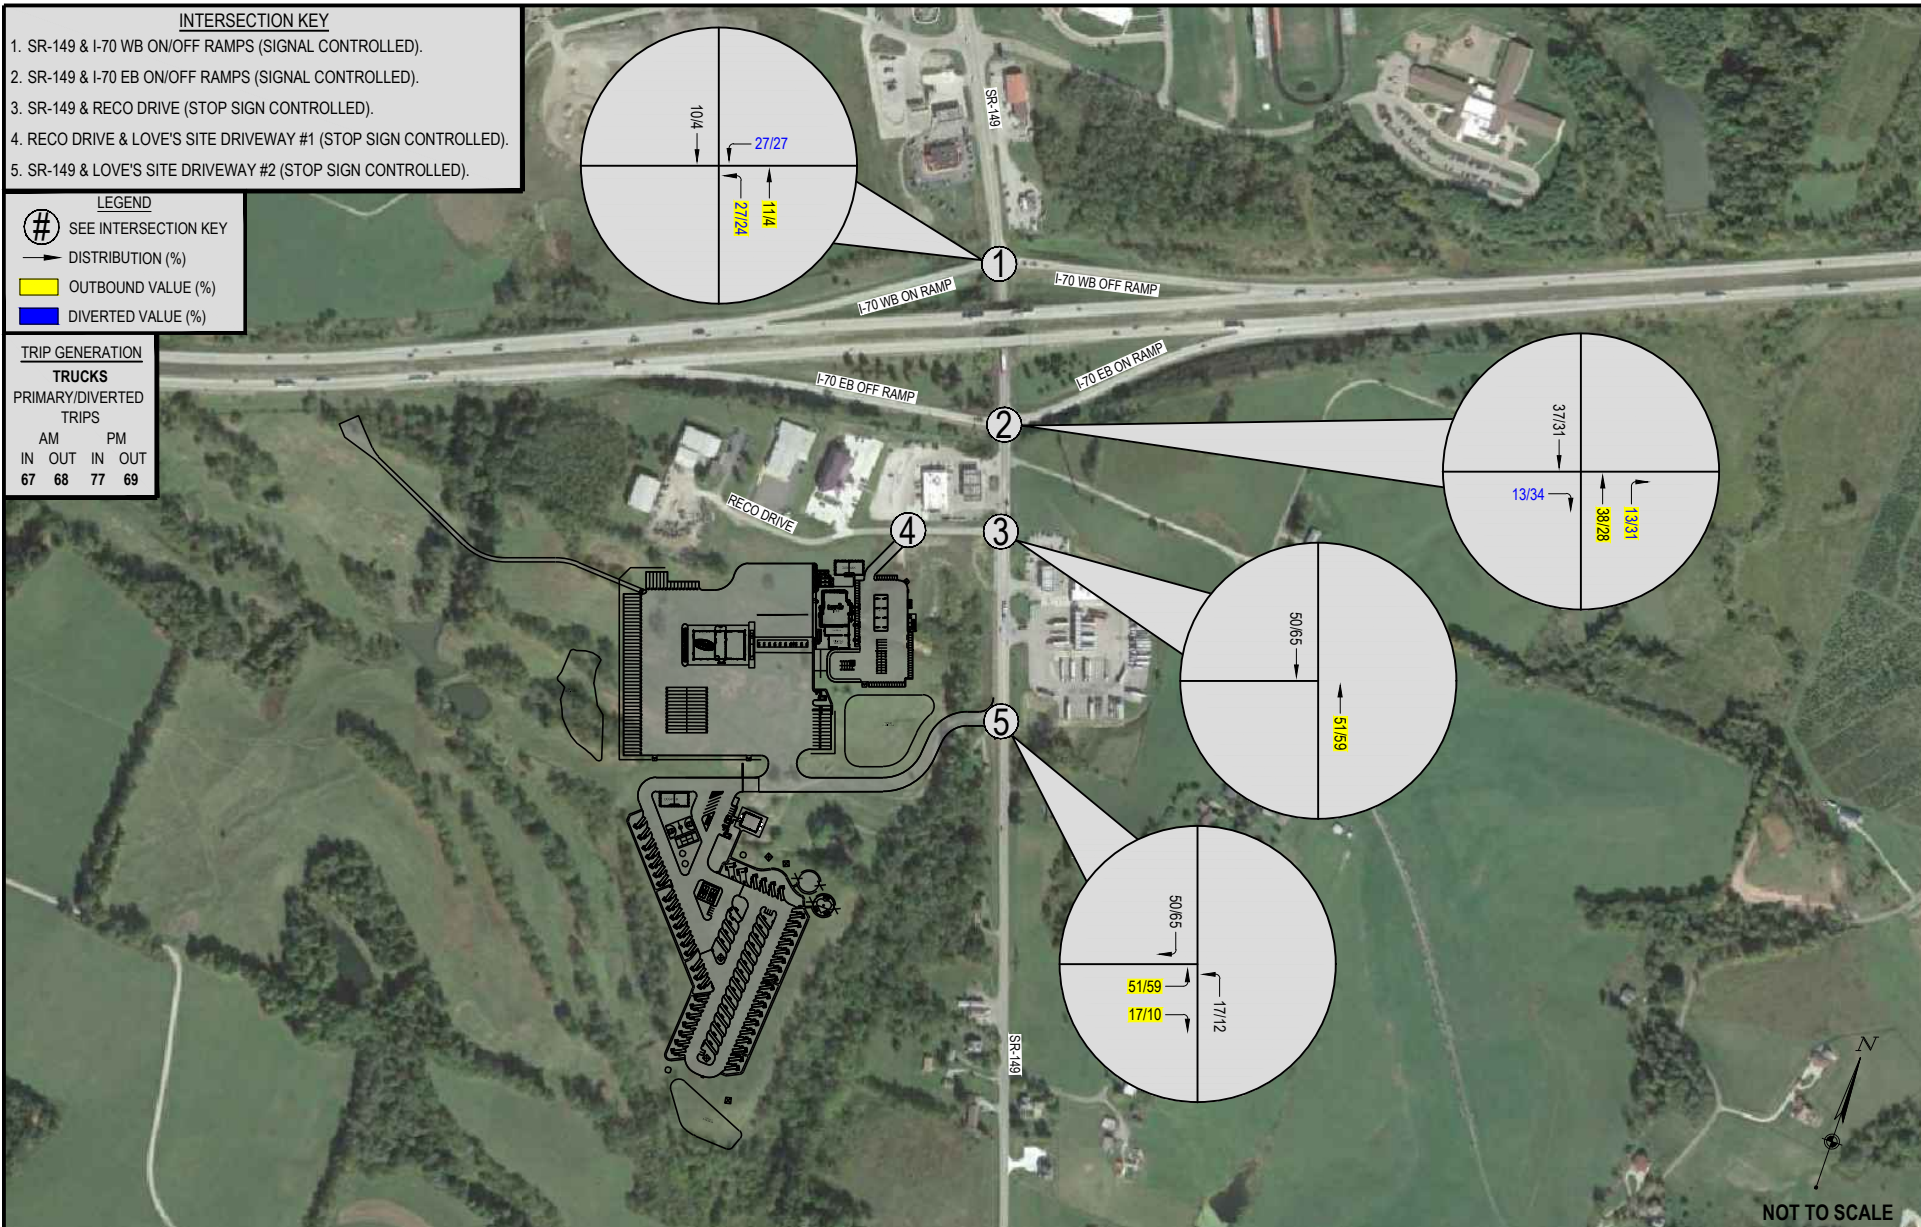 INTERSECTION KEY
1. SR-149 & I-70 WB ON/OFF RAMPS (SIGNAL CONTROLLED).
2. SR-149 & I-70 EB ON/OFF RAMPS (SIGNAL CONTROLLED).
3. SR-149 & RECO DRIVE (STOP SIGN CONTROLLED).
4. RECO DRIVE & LOVE'S SITE DRIVEWAY #1 (STOP SIGN CONTROLLED).
5. SR-149 & LOVE'S SITE DRIVEWAY #2 (STOP SIGN CONTROLLED).
LEGEND
# SEE INTERSECTION KEY
DISTRIBUTION (%)
OUTBOUND VALUE (%)
DIVERTED VALUE (%)
TRIP GENERATION
TRUCKS
PRIMARY/DIVERTED
TRIPS
AM PM
IN OUT IN OUT
67 68 77 69
10/4
27/27
27/24
11/4
SR-149
1
I-70 WB ON RAMP
I-70 WB OFF RAMP
I-70 EB OFF RAMP
I-70 EB ON RAMP
2
37/31
13/34
38/28
13/31
RECO DRIVE
4
3
50/65
51/59
5
50/65
51/59
17/10
17/12
SR-149
N
NOT TO SCALE